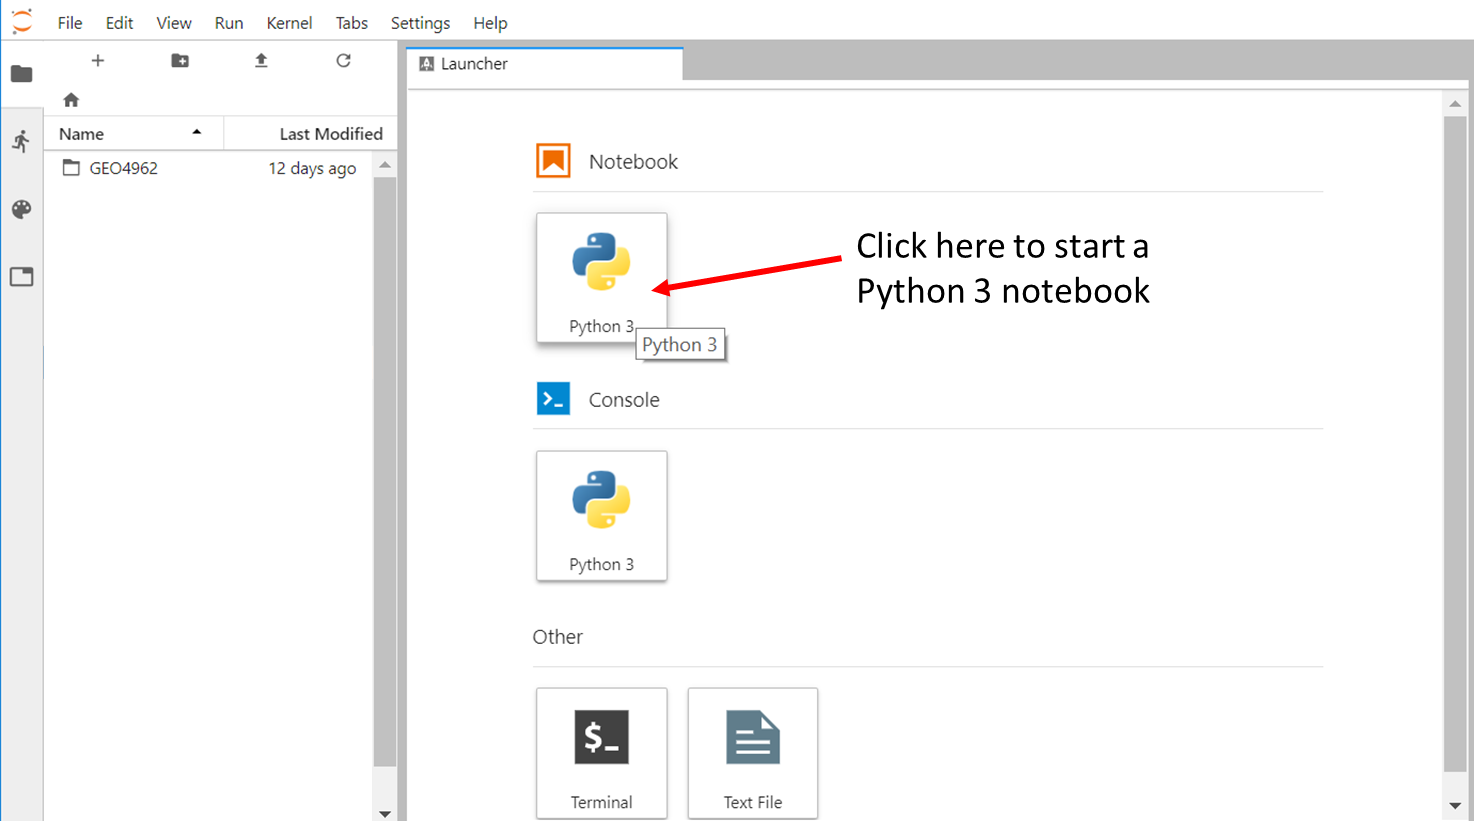 File Edit View Run Kernel Tabs Settings Help
Launcher
Name Last Modified
GEO4962 12 days ago
Notebook
Click here to start a
Python 3 notebook
Python 3
Python 3
Console
Python 3
Other
$_
Terminal Text File